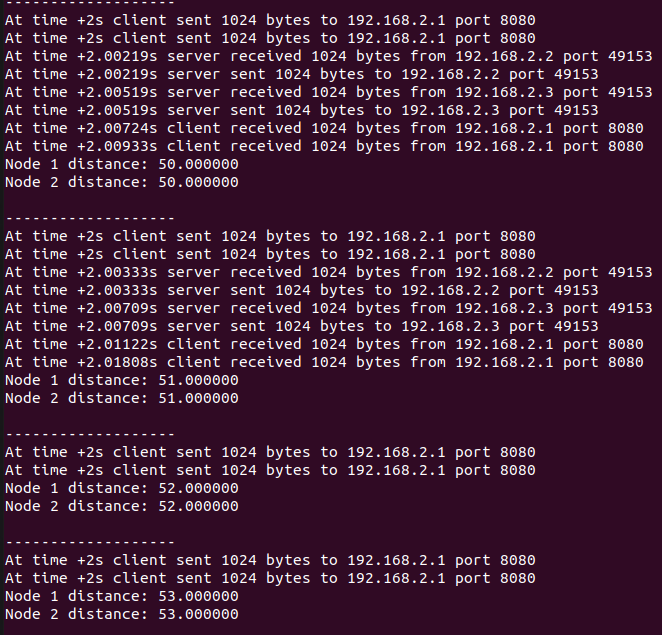 -------------------
At time +2s client sent 1024 bytes to 192.168.2.1 port 8080
At time +2s client sent 1024 bytes to 192.168.2.1 port 8080
At time +2.00219s server received 1024 bytes from 192.168.2.2 port 49153
At time +2.00219s server sent 1024 bytes to 192.168.2.2 port 49153
At time +2.00519s server received 1024 bytes from 192.168.2.3 port 49153
At time +2.00519s server sent 1024 bytes to 192.168.2.3 port 49153
At time +2.00724s client received 1024 bytes from 192.168.2.1 port 8080
At time +2.00933s client received 1024 bytes from 192.168.2.1 port 8080
Node 1 distance: 50.000000
Node 2 distance: 50.000000

-------------------
At time +2s client sent 1024 bytes to 192.168.2.1 port 8080
At time +2s client sent 1024 bytes to 192.168.2.1 port 8080
At time +2.00333s server received 1024 bytes from 192.168.2.2 port 49153
At time +2.00333s server sent 1024 bytes to 192.168.2.2 port 49153
At time +2.00709s server received 1024 bytes from 192.168.2.3 port 49153
At time +2.00709s server sent 1024 bytes to 192.168.2.3 port 49153
At time +2.01122s client received 1024 bytes from 192.168.2.1 port 8080
At time +2.01808s client received 1024 bytes from 192.168.2.1 port 8080
Node 1 distance: 51.000000
Node 2 distance: 51.000000

-------------------
At time +2s client sent 1024 bytes to 192.168.2.1 port 8080
At time +2s client sent 1024 bytes to 192.168.2.1 port 8080
Node 1 distance: 52.000000
Node 2 distance: 52.000000

-------------------
At time +2s client sent 1024 bytes to 192.168.2.1 port 8080
At time +2s client sent 1024 bytes to 192.168.2.1 port 8080
Node 1 distance: 53.000000
Node 2 distance: 53.000000